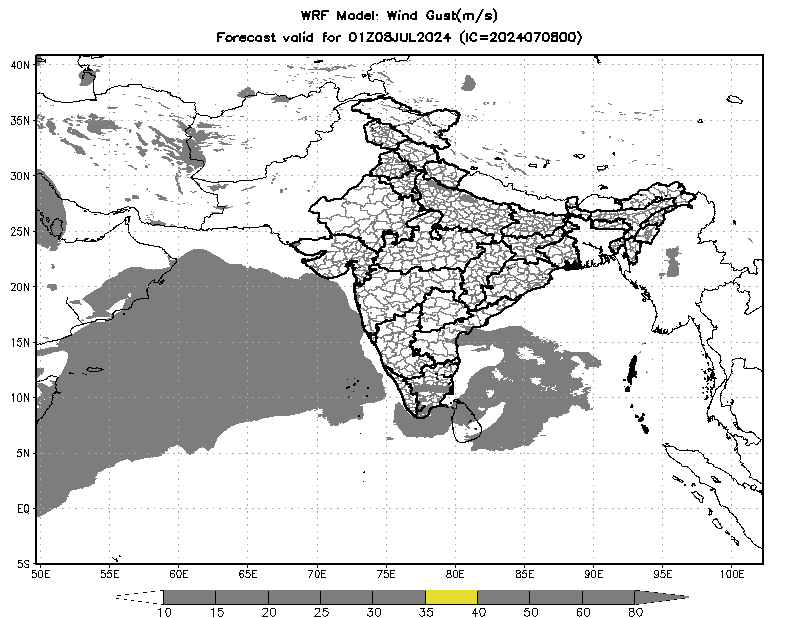 WRF Model: Wind Gust(m/s)
Forecast valid for 01Z08JUL2024 (IC=2024070800)
40N
35N
30N
25N
20N
15N
10N
5N
EQ
5S
50E 55E 60E 65E 70E 75E 80E 85E 90E 95E 100E
10 15 20 25 30 35 40 50 60 80